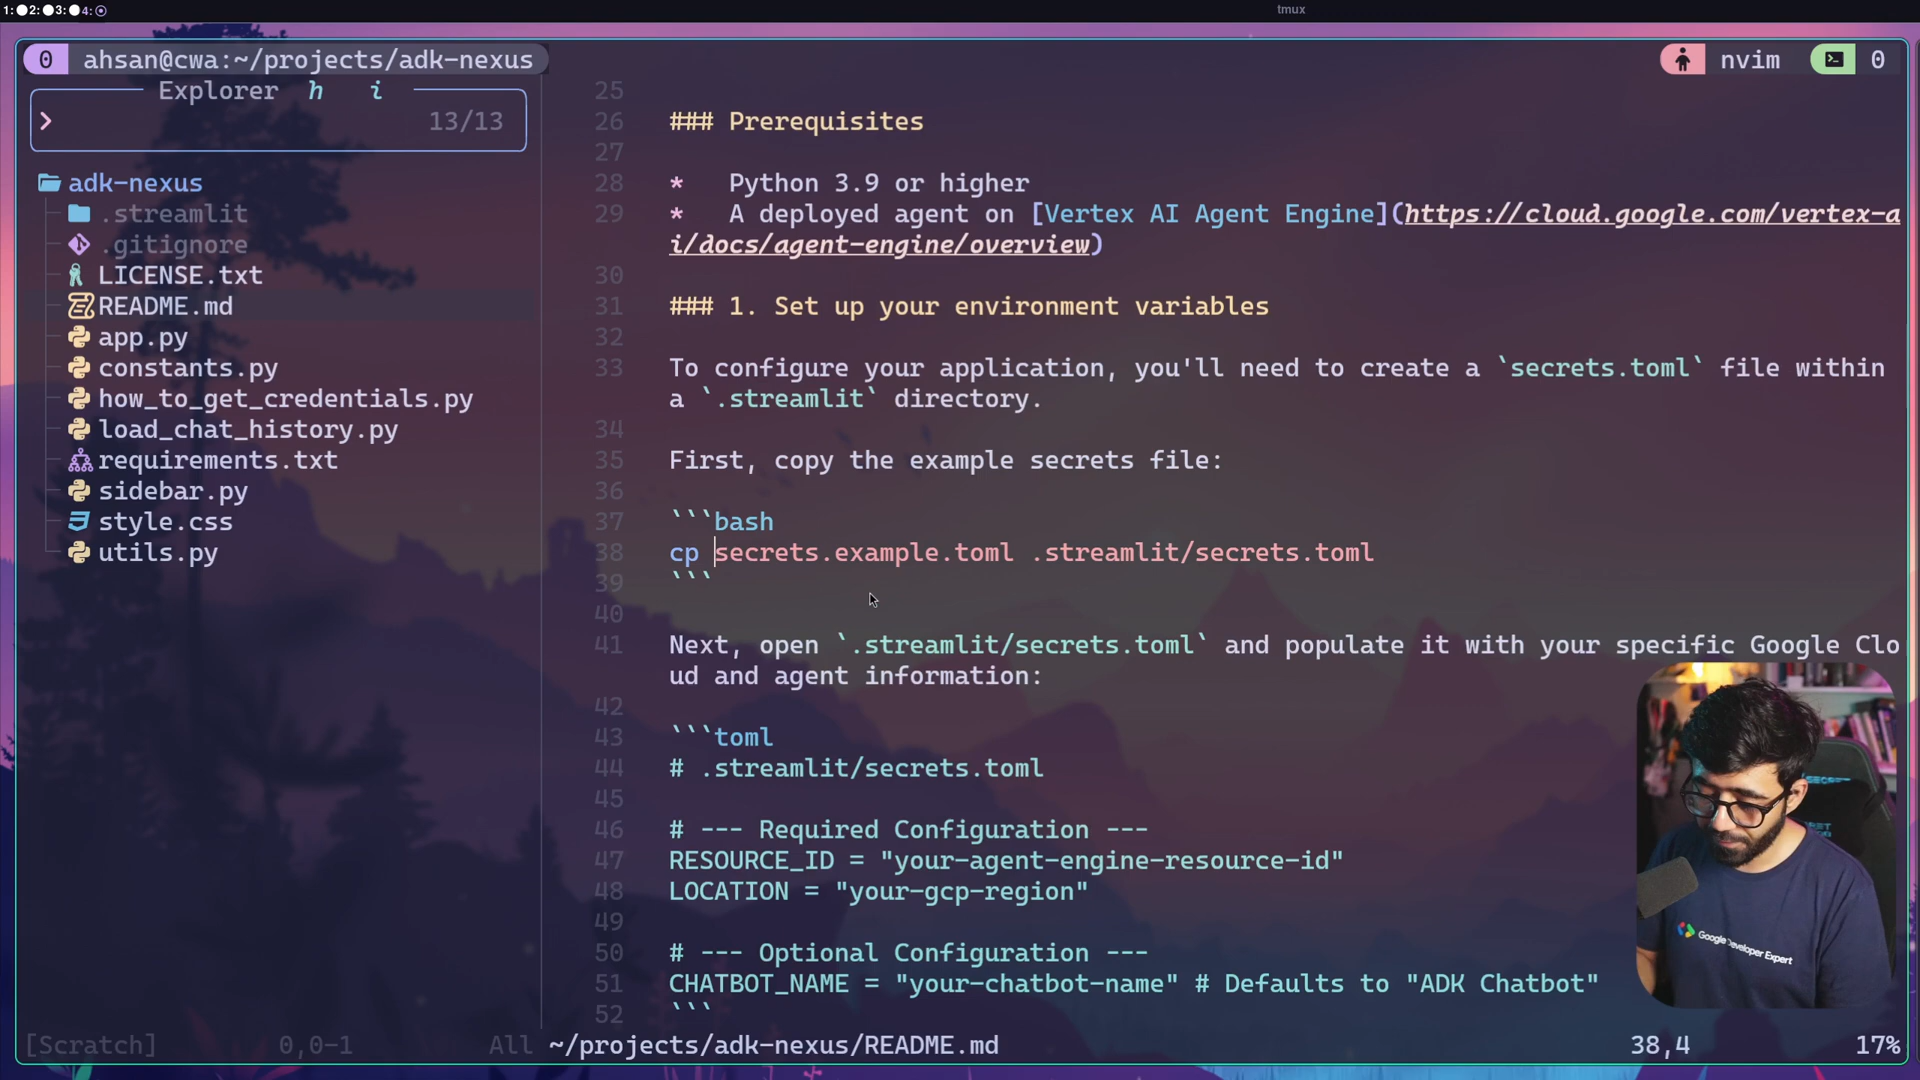 1: 2: 3: 4:
tmux
0 ahsan@cwa:~/projects/adk-nexus
nvim 0
Explorer h i
> 13/13
adk-nexus
.streamlit
.gitignore
LICENSE.txt
README.md
app.py
constants.py
how_to_get_credentials.py
load_chat_history.py
requirements.txt
sidebar.py
style.css
utils.py
25
26 ### Prerequisites
27
28 * Python 3.9 or higher
29 * A deployed agent on [Vertex AI Agent Engine](https://cloud.google.com/vertex-a
i/docs/agent-engine/overview)
30
31 ### 1. Set up your environment variables
32
33 To configure your application, you'll need to create a `secrets.toml` file within
a `.streamlit` directory.
34
35 First, copy the example secrets file:
36
37 ```bash
38 cp secrets.example.toml .streamlit/secrets.toml
39 ```
40
41 Next, open `.streamlit/secrets.toml` and populate it with your specific Google Clo
ud and agent information:
42
43 ```toml
44 # .streamlit/secrets.toml
45
46 # --- Required Configuration ---
47 RESOURCE_ID = "your-agent-engine-resource-id"
48 LOCATION = "your-gcp-region"
49
50 # --- Optional Configuration ---
51 CHATBOT_NAME = "your-chatbot-name" # Defaults to "ADK Chatbot"
52 ```
[Scratch] 0,0-1 All ~/projects/adk-nexus/README.md 38,4 17%
Google Developer Expert